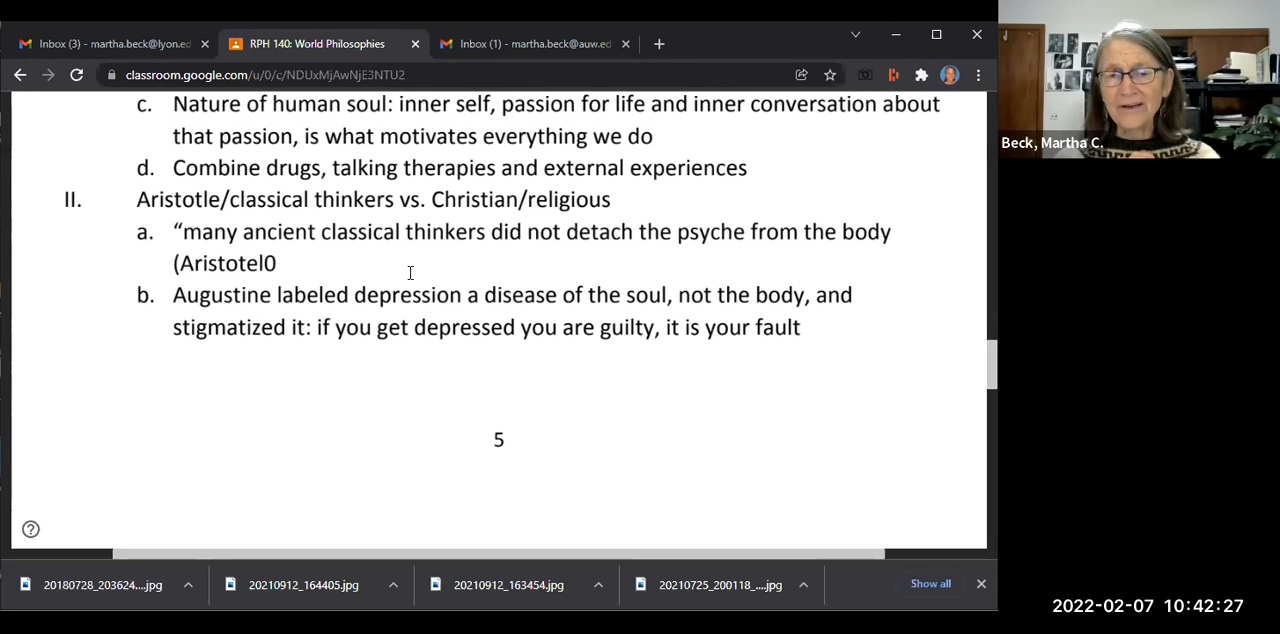 Inbox (3) - martha.beck@lyon.ed
RPH 140: World Philosophies
Inbox (1) - martha.beck@auw.ed
classroom.google.com/u/0/c/NDUxMjAwNjE3NTU2
Beck, Martha C.
c. Nature of human soul: inner self, passion for life and inner conversation about
that passion, is what motivates everything we do
d. Combine drugs, talking therapies and external experiences
II. Aristotle/classical thinkers vs. Christian/religious
a. “many ancient classical thinkers did not detach the psyche from the body
(Aristotel0
b. Augustine labeled depression a disease of the soul, not the body, and
stigmatized it: if you get depressed you are guilty, it is your fault
5
20180728_203624....jpg
20210912_164405.jpg
20210912_163454.jpg
20210725_200118_....jpg
Show all
2022-02-07 10:42:27